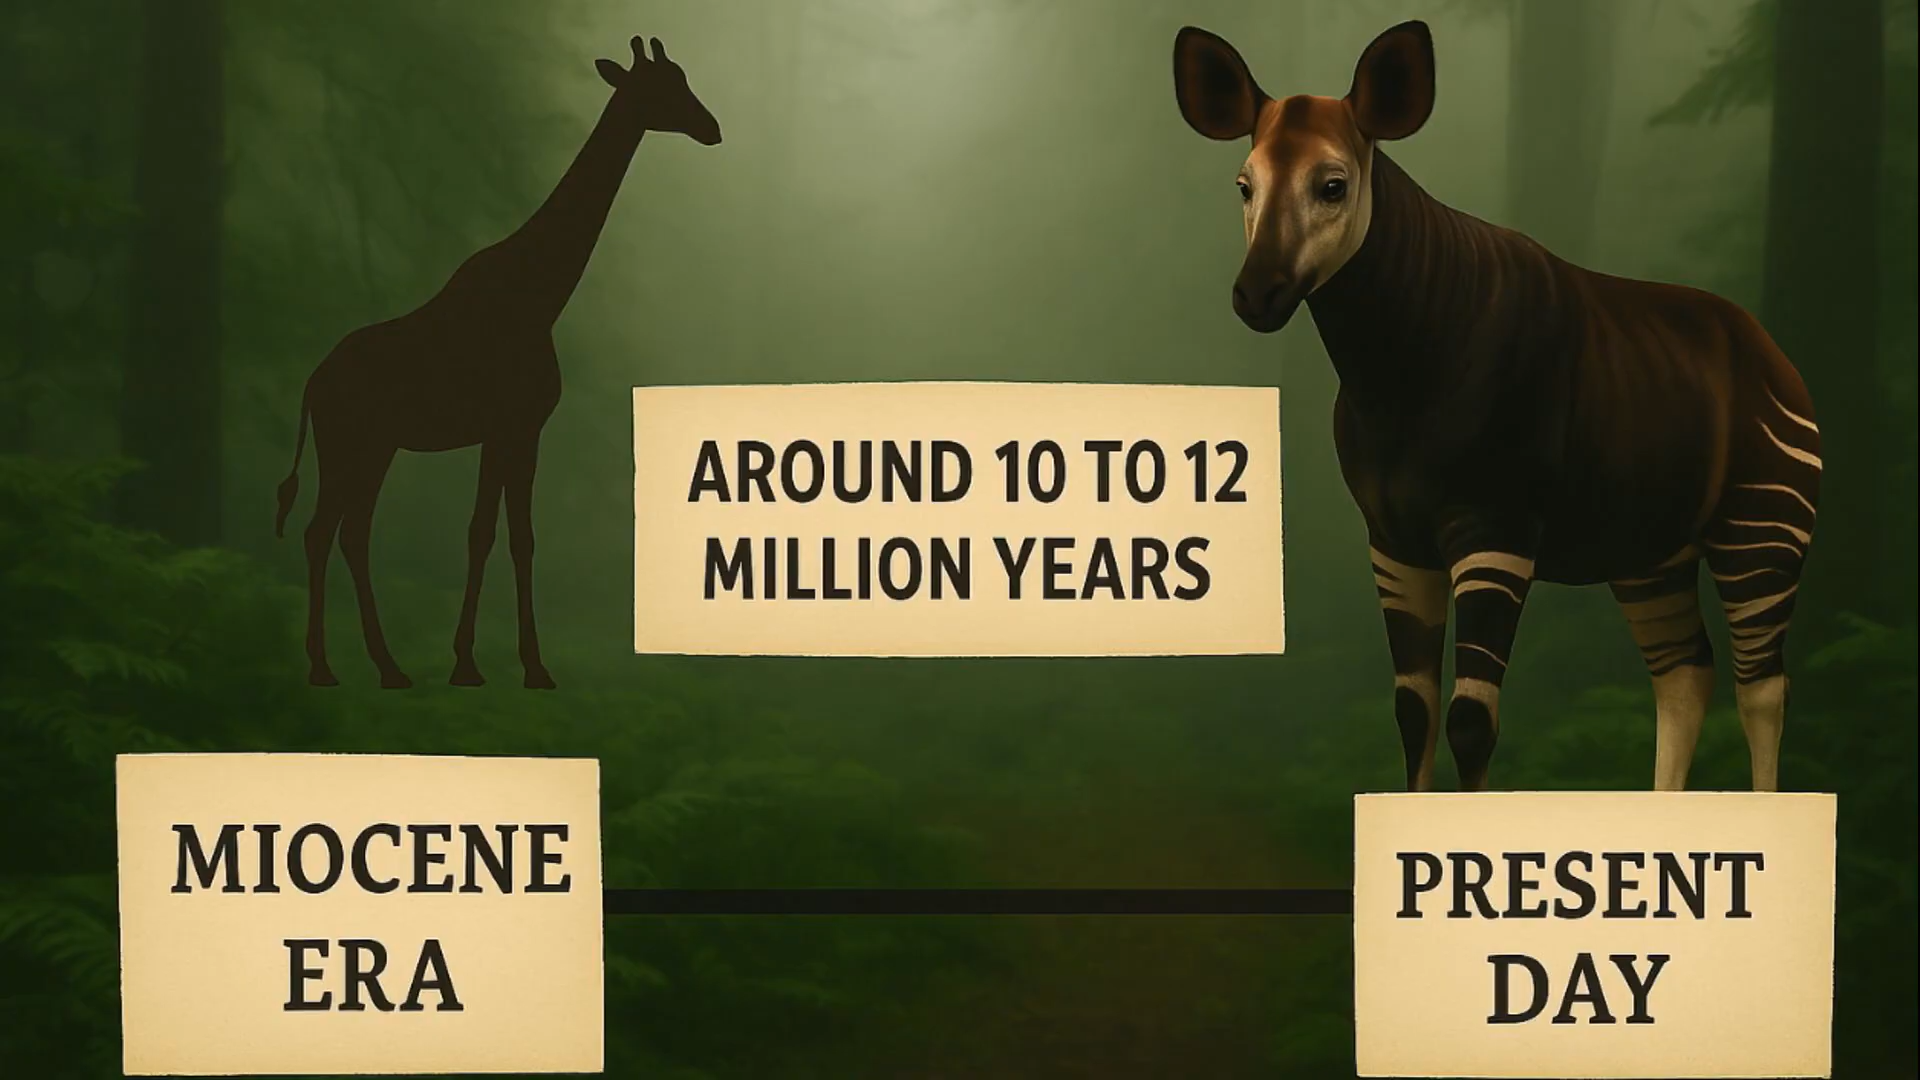 AROUND 10 TO 12
MILLION YEARS
MIOCENE
ERA
PRESENT
DAY